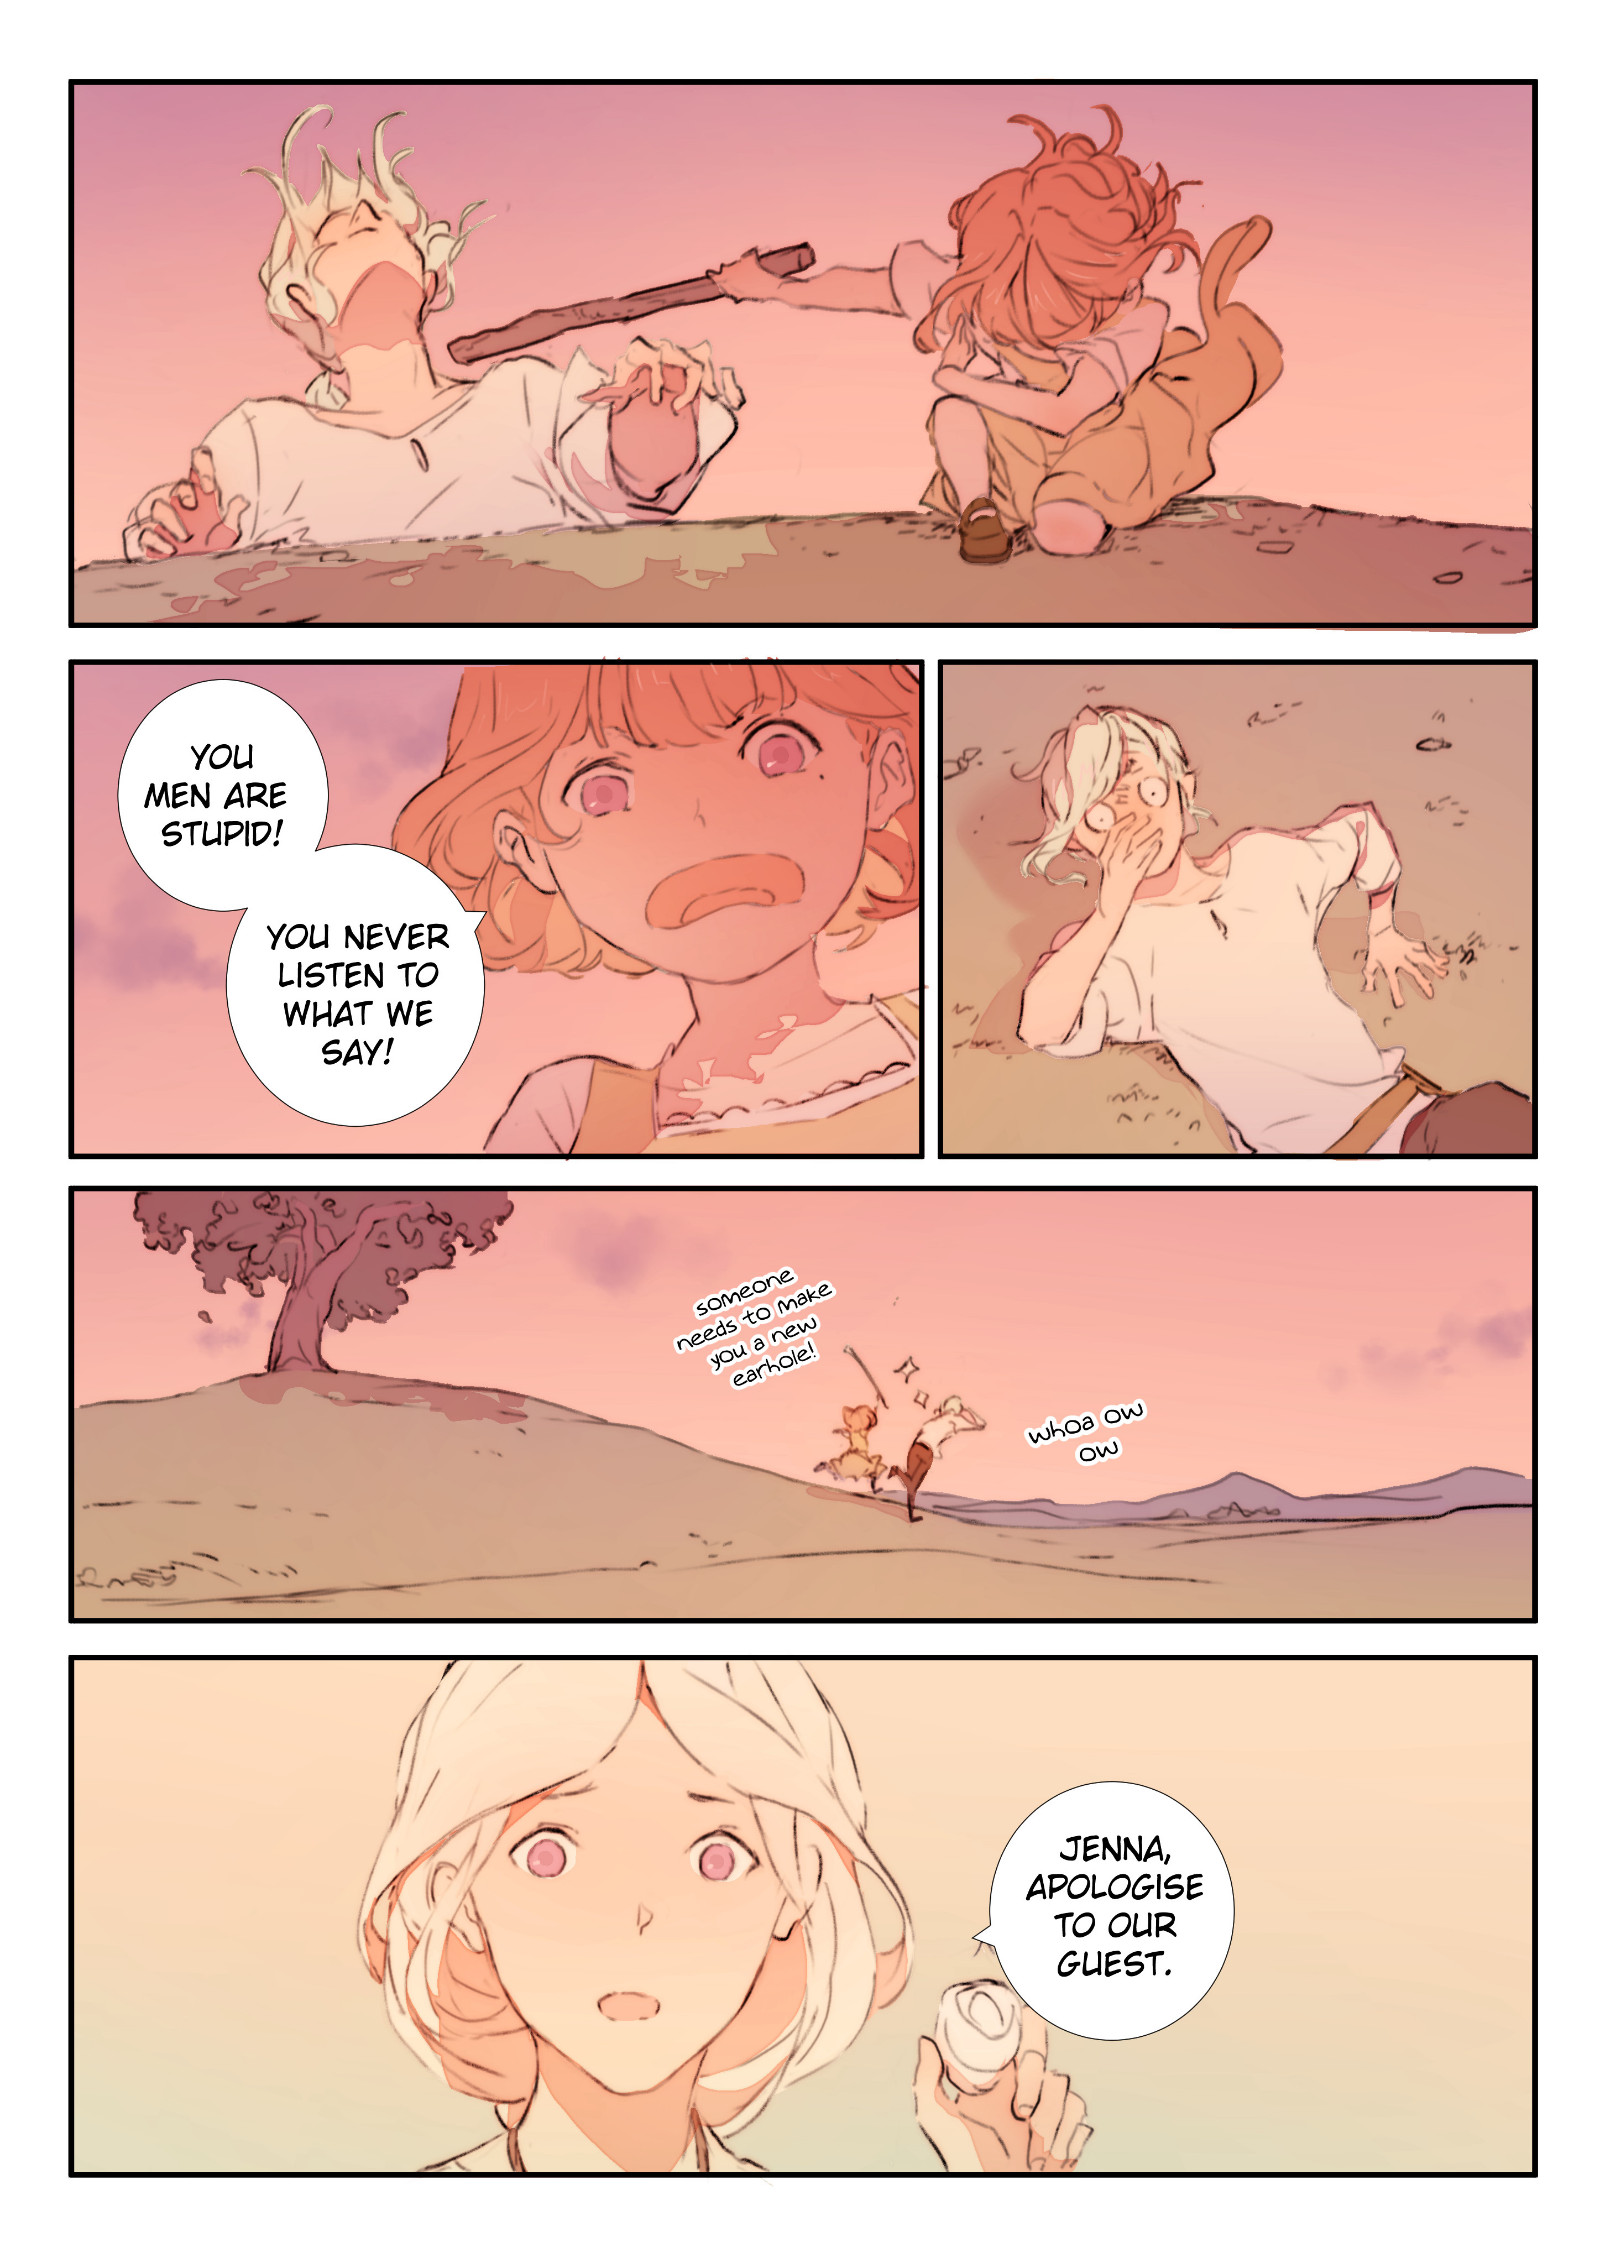 YOU
MEN ARE
STUPID!
YOU NEVER
LISTEN TO
WHAT WE
SAY!
someone
needs to make
you a new
earhole!
whoa ow
ow
JENNA,
APOLOGISE
TO OUR
GUEST.